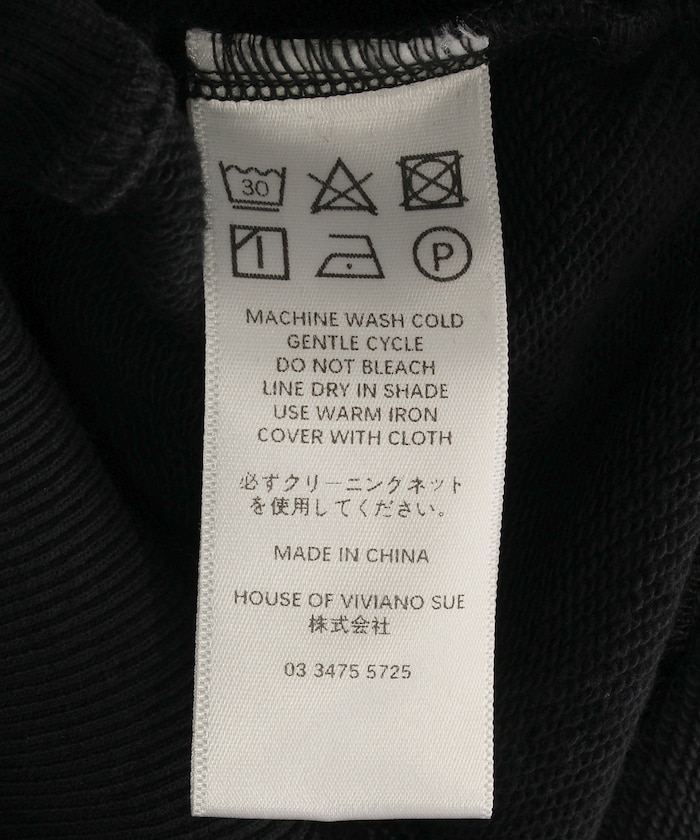 30
P
MACHINE WASH COLD
GENTLE CYCLE
DO NOT BLEACH
LINE DRY IN SHADE
USE WARM IRON
COVER WITH CLOTH
必ずクリーニングネット
を使用してください。
MADE IN CHINA
HOUSE OF VIVIANO SUE
株式会社
03 3475 5725